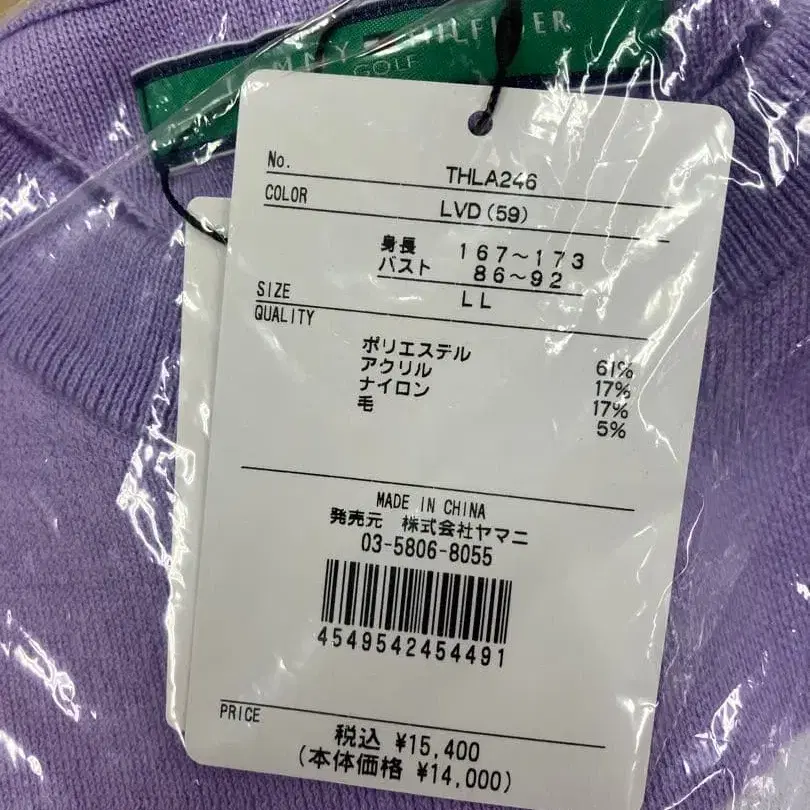 TOMMY HILFIGER
GOLF
No. THLA246
COLOR LVD(59)
身長 167~173
バスト 86~92
SIZE LL
QUALITY
ポリエステル 61%
アクリル 17%
ナイロン 17%
毛 5%
MADE IN CHINA
発売元 株式会社ヤマニ
03-5806-8055
4549542454491
PRICE
税込 ¥15,400
(本体価格 ¥14,000)